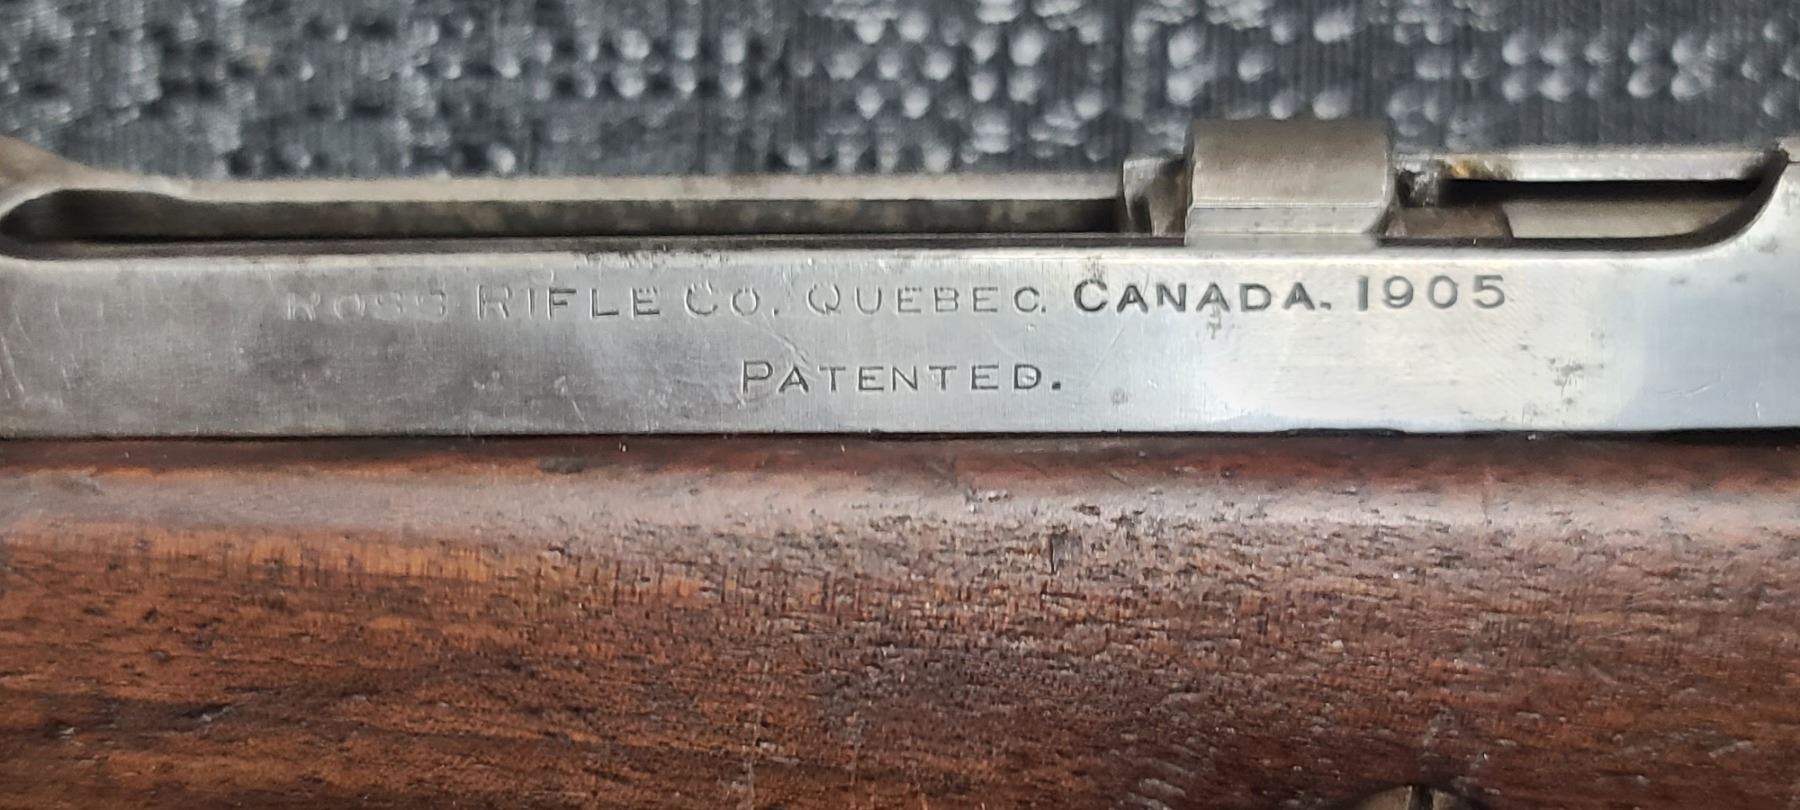 ROSS RIFLE CO. QUEBEC. CANADA. 1905
PATENTED.